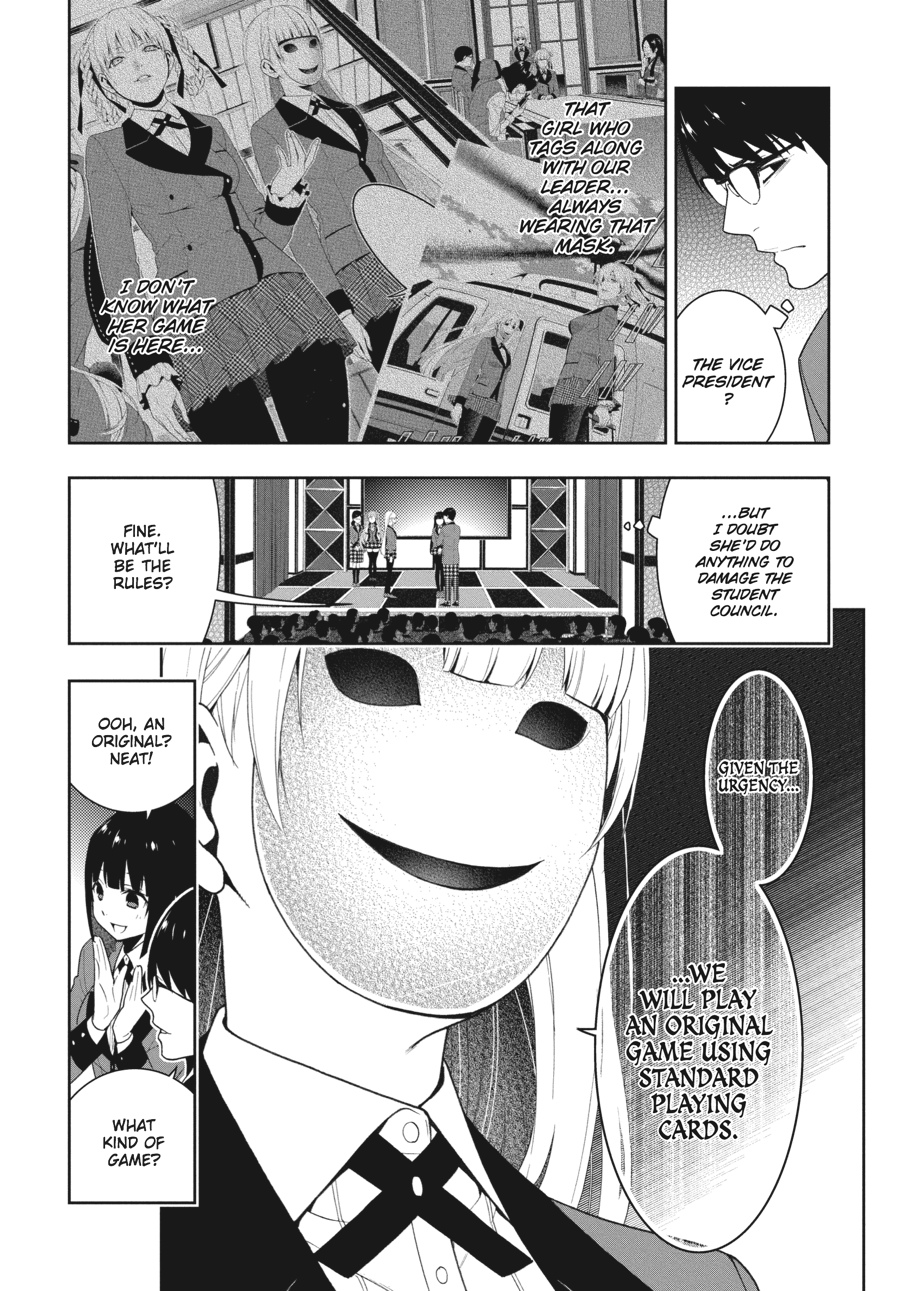 THE VICE
PRESIDENT
?
THAT
GIRL WHO
TAGS ALONG
WITH OUR
LEADER...
ALWAYS
WEARING THAT
MASK.
I DON'T
KNOW WHAT
HER GAME
IS HERE...
...BUT
I DOUBT
SHE'D DO
ANYTHING TO
DAMAGE THE
STUDENT
COUNCIL.
FINE.
WHAT'LL
BE THE
RULES?
GIVEN THE
URGENCY...
...WE
WILL PLAY
AN ORIGINAL
GAME USING
STANDARD
PLAYING
CARDS.
OOH, AN
ORIGINAL?
NEAT!
WHAT
KIND OF
GAME?